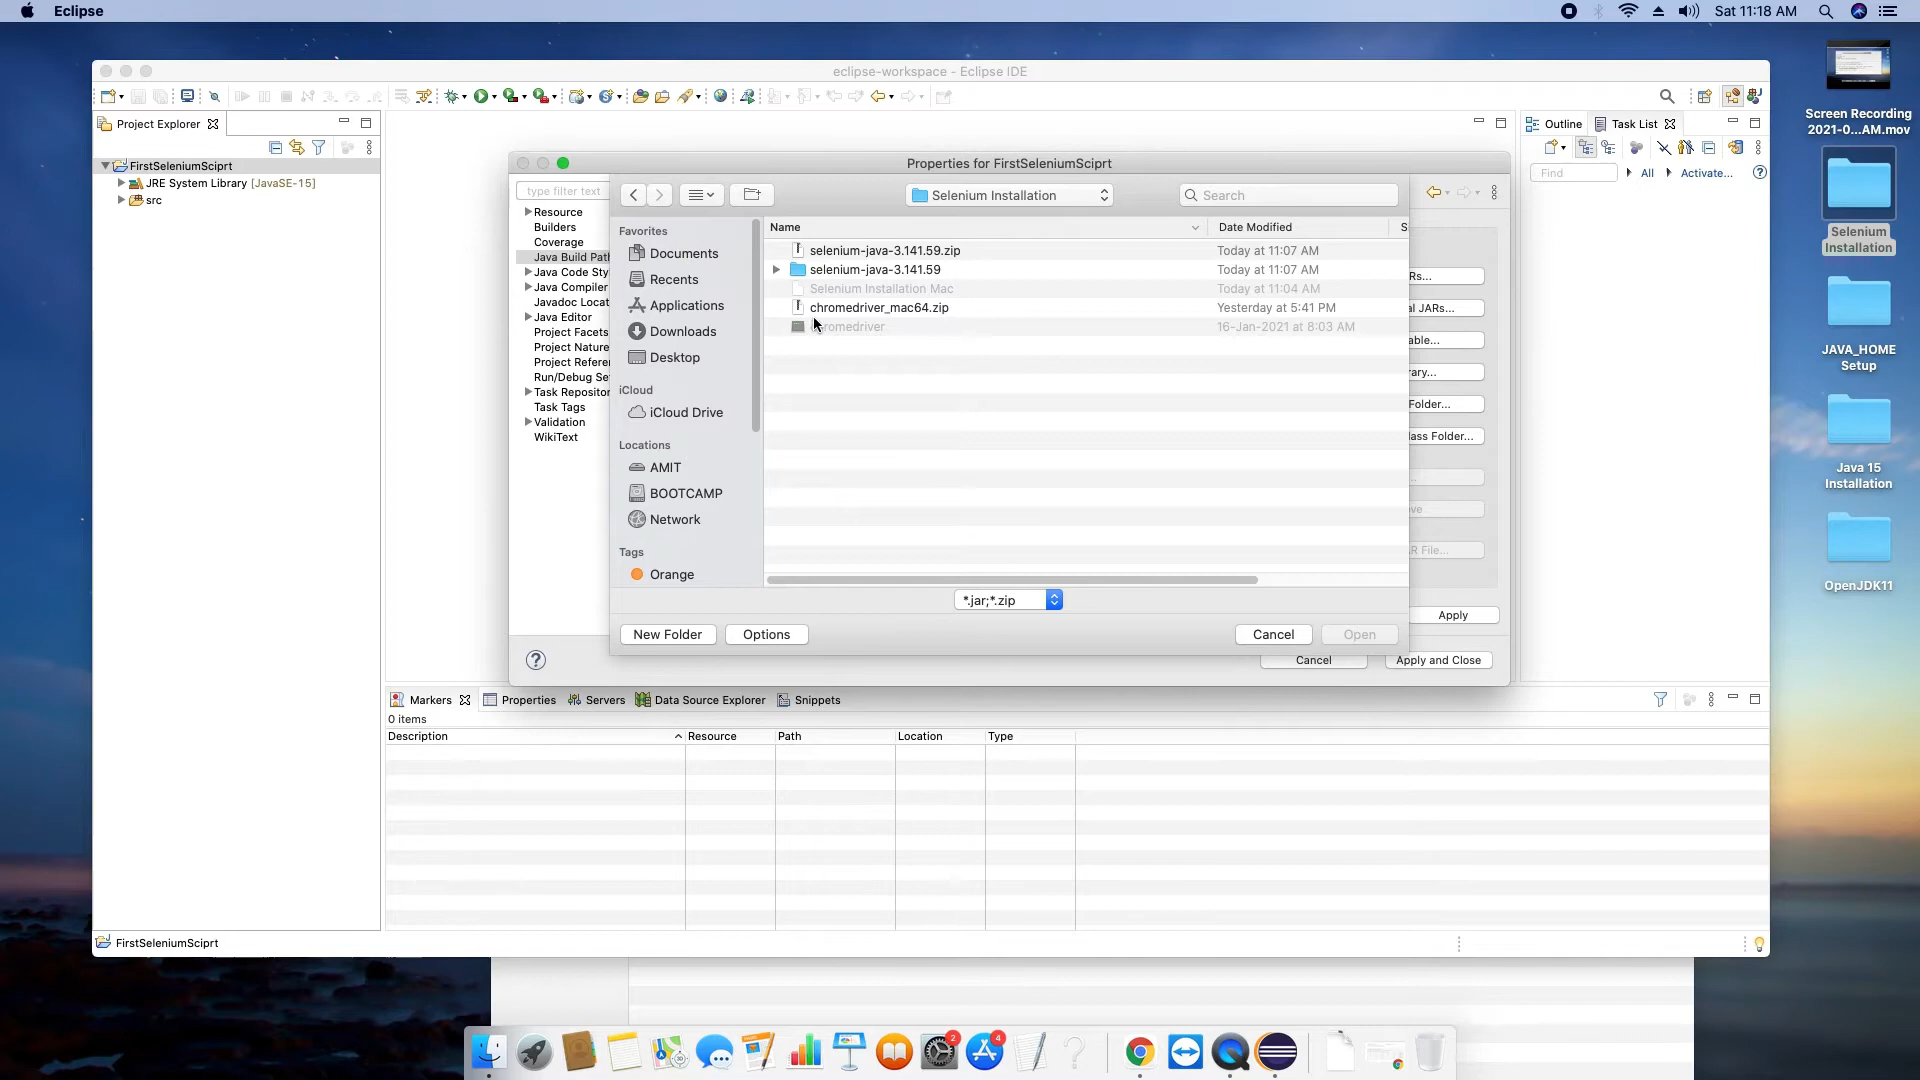 Eclipse
Sat 11:18 AM
eclipse-workspace - Eclipse IDE
Project Explorer
Outline
Task List
FirstSeleniumSciprt
JRE System Library [JavaSE-15]
src
Find
All
Activate...
Properties for FirstSeleniumSciprt
type filter text
Resource
Builders
Coverage
Java Build Path
Java Code Sty
Java Compiler
Javadoc Locat
Java Editor
Project Facets
Project Nature
Project Refere
Run/Debug Se
Task Repositor
Task Tags
Validation
WikiText
Selenium Installation
Search
Favorites
Documents
Recents
Applications
Downloads
Desktop
iCloud
iCloud Drive
Locations
AMIT
BOOTCAMP
Network
Tags
Orange
Name
Date Modified
S
selenium-java-3.141.59.zip
Today at 11:07 AM
selenium-java-3.141.59
Today at 11:07 AM
Selenium Installation Mac
Today at 11:04 AM
chromedriver_mac64.zip
Yesterday at 5:41 PM
romedriver
16-Jan-2021 at 8:03 AM
Rs...
al JARs...
able...
rary...
Folder...
lass Folder...
ve
R File...
*.jar;*.zip
New Folder
Options
Cancel
Open
Apply
Cancel
Apply and Close
Markers
Properties
Servers
Data Source Explorer
Snippets
0 items
Description
Resource
Path
Location
Type
FirstSeleniumSciprt
Screen Recording
2021-0...AM.mov
Selenium
Installation
JAVA_HOME
Setup
Java 15
Installation
OpenJDK11
2
4